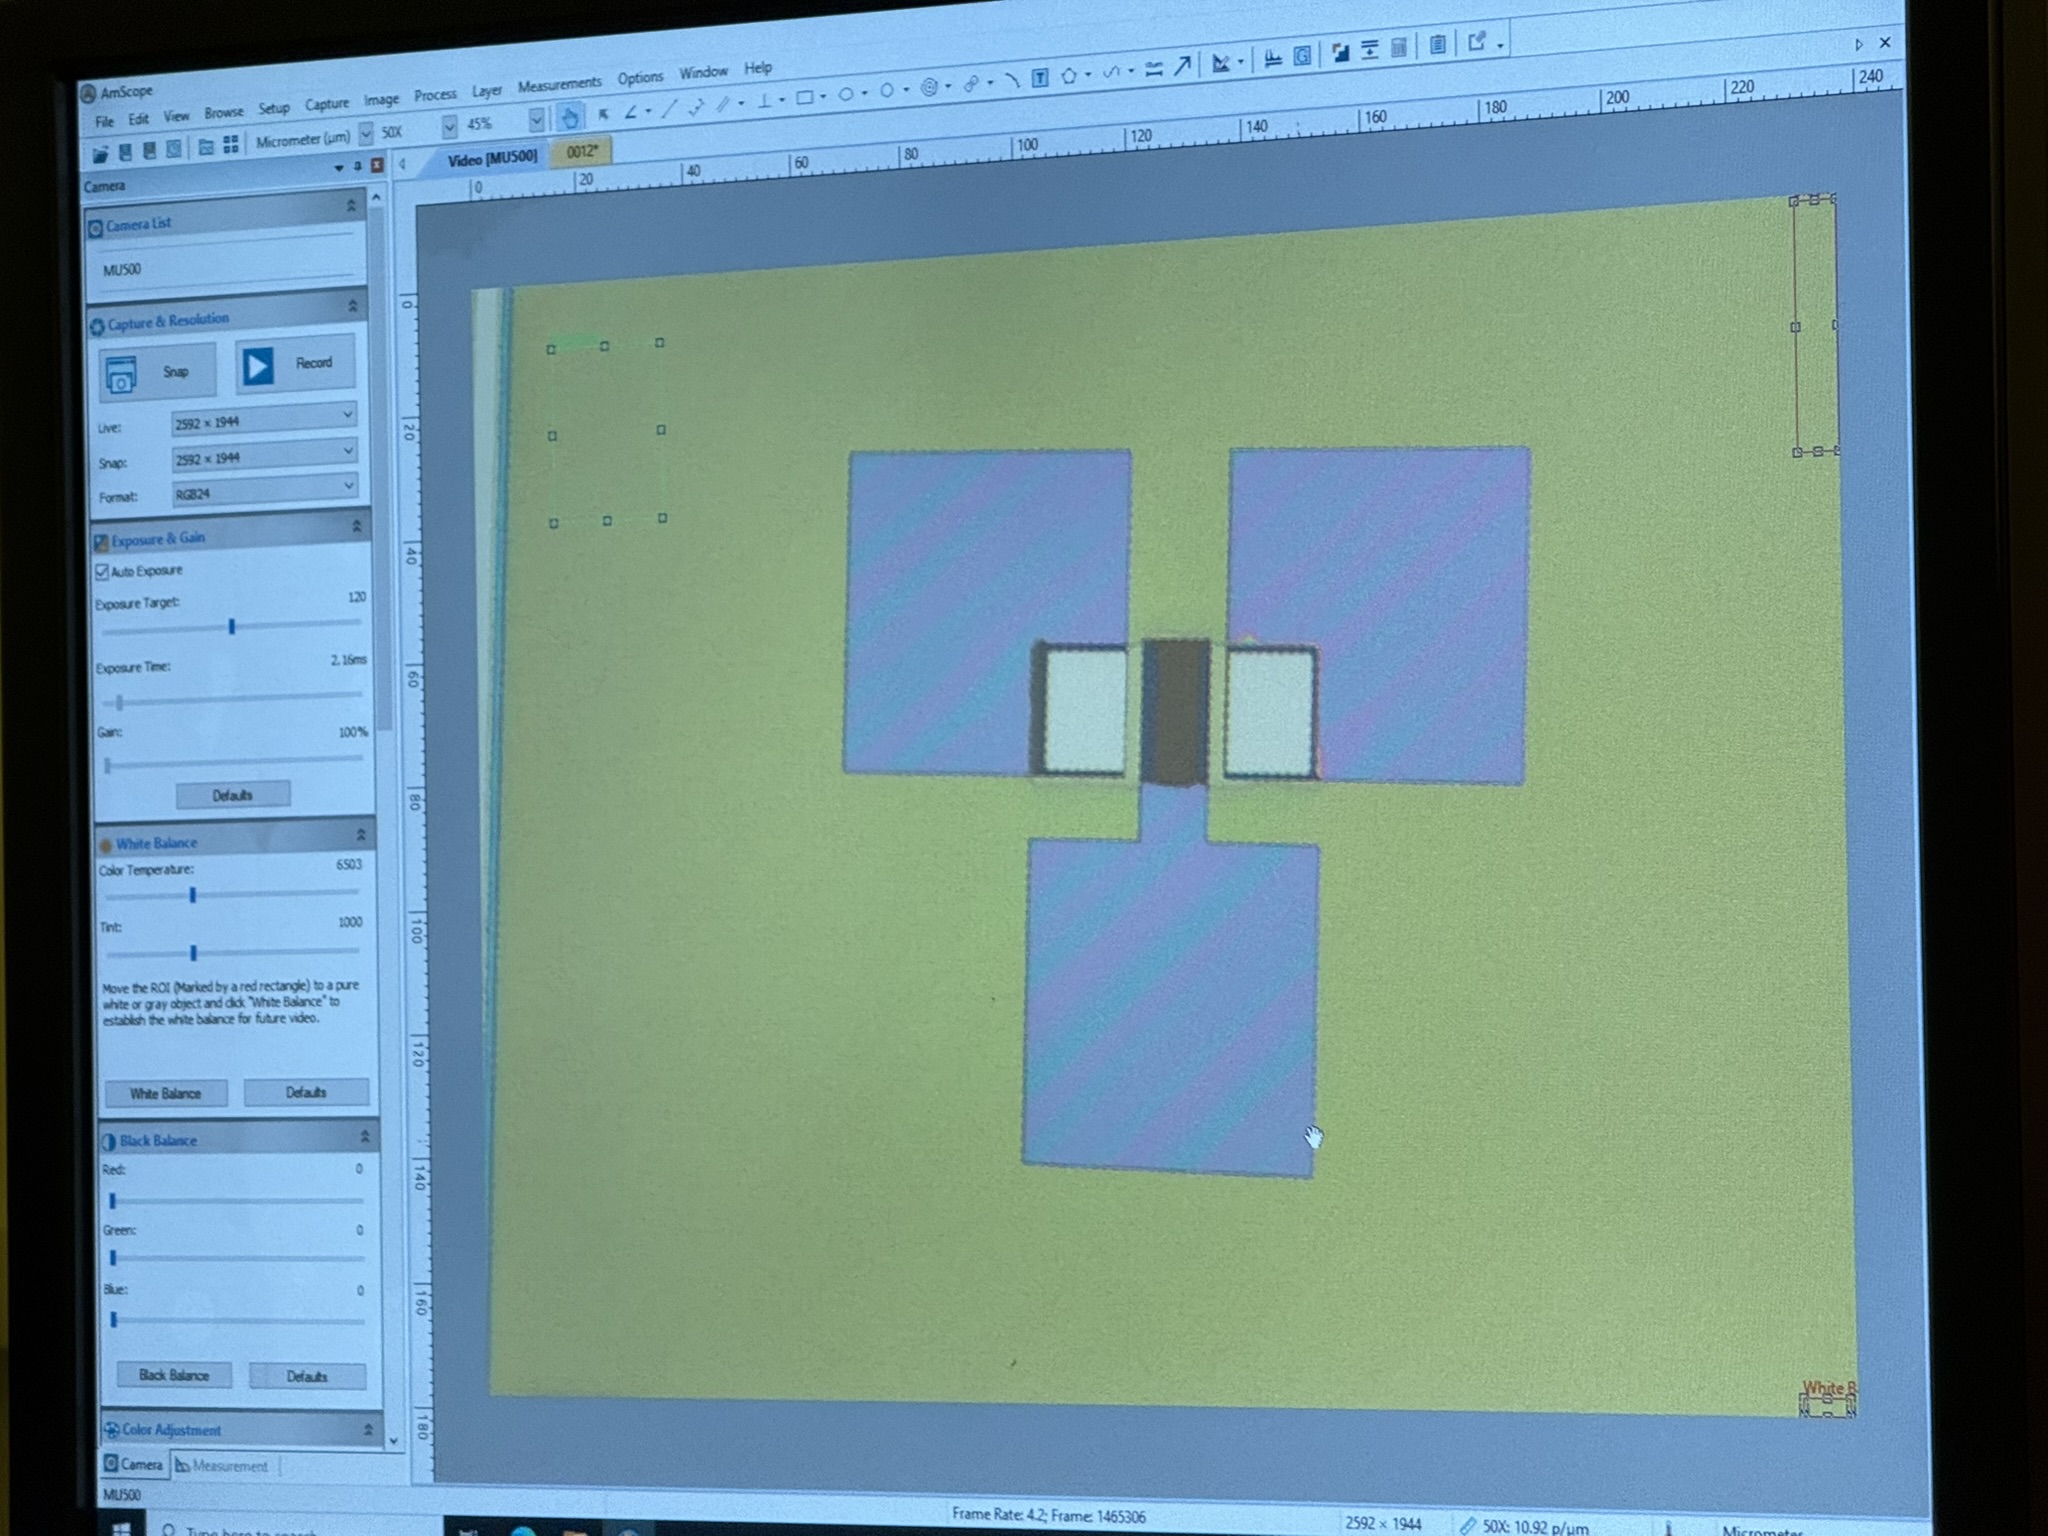 AmScope
File Edit View Browse Setup Capture Image Process Layer Measurements Options Window Help
Micrometer (µm) 50X 45%
Camera
Video [MU500] 0012*
0 20 40 60 80 100 120 140 160 180 200 220 240
Camera List
MU500
Capture & Resolution
Snap Record
Live: 2592 × 1944
Snap: 2592 × 1944
Format: RGB24
Exposure & Gain
Auto Exposure
Exposure Target: 120
Exposure Time: 2.16ms
Gain: 100%
Defaults
White Balance
Color Temperature: 6503
Tint: 1000
Move the ROI (Marked by a red rectangle) to a pure
white or gray object and click "White Balance" to
establish the white balance for future video.
White Balance Defaults
Black Balance
Red: 0
Green: 0
Blue: 0
Black Balance Defaults
Color Adjustment
Camera Measurement
0
20
40
60
80
100
120
140
160
180
White B
MU500
Frame Rate: 4.2; Frame: 1465306
2592 × 1944
50X: 10.92 p/µm
Micrometer
Type here to search